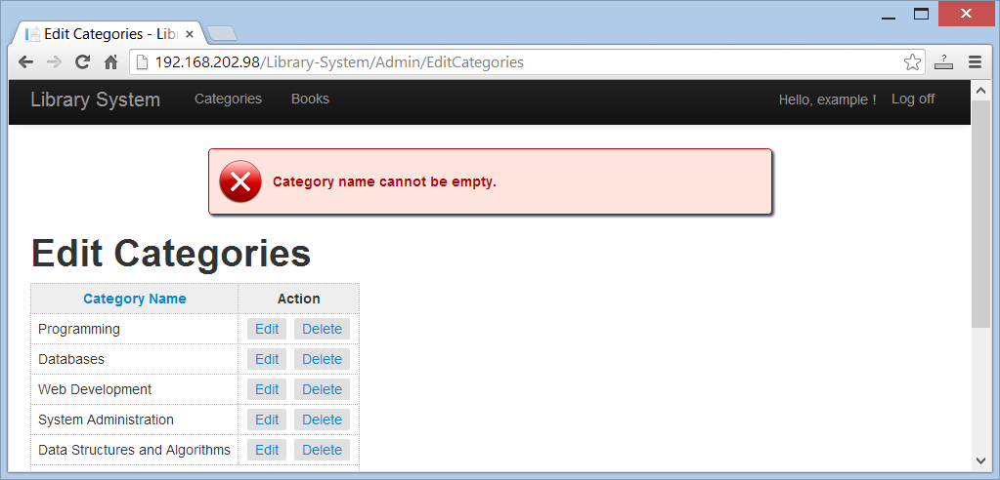 Edit Categories - Lib
192.168.202.98/Library-System/Admin/EditCategories
?
Library System Categories Books Hello, example ! Log off
Category name cannot be empty.
Edit Categories
Category Name Action
Programming Edit Delete
Databases Edit Delete
Web Development Edit Delete
System Administration Edit Delete
Data Structures and Algorithms Edit Delete